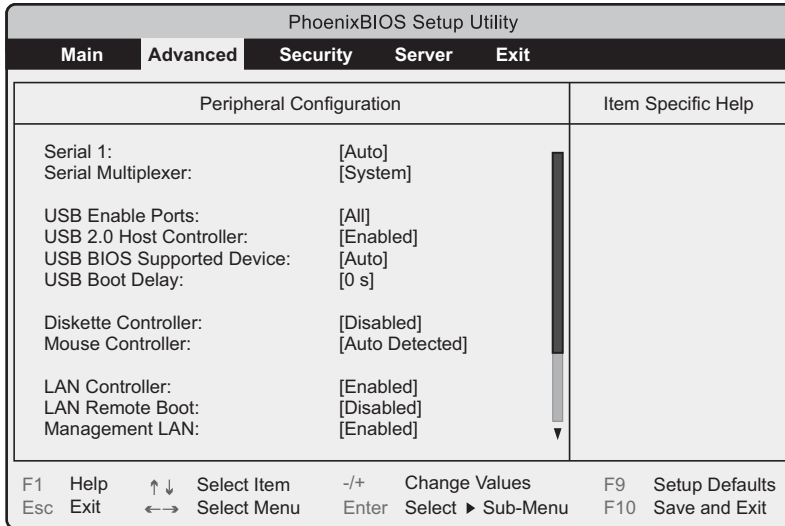 PhoenixBIOS Setup Utility
Main Advanced Security Server Exit
Peripheral Configuration Item Specific Help
Serial 1: [Auto]
Serial Multiplexer: [System]
USB Enable Ports: [All]
USB 2.0 Host Controller: [Enabled]
USB BIOS Supported Device: [Auto]
USB Boot Delay: [0 s]
Diskette Controller: [Disabled]
Mouse Controller: [Auto Detected]
LAN Controller: [Enabled]
LAN Remote Boot: [Disabled]
Management LAN: [Enabled]
F1 Help ↑↓ Select Item -/+ Change Values F9 Setup Defaults
Esc Exit ←→ Select Menu Enter Select ▶ Sub-Menu F10 Save and Exit